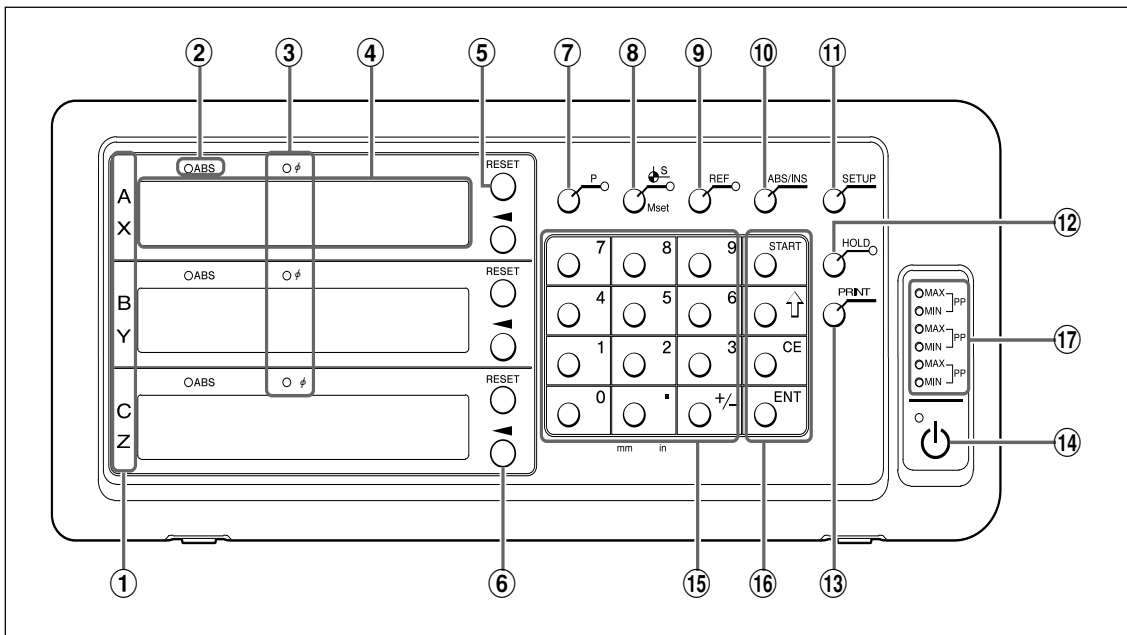 ② ③ ④ ⑤ ⑦ ⑧ ⑨ ⑩ ⑪
ABS ϕ RESET
A
X
P S REF ABS/INS SETUP
Mset
HOLD ⑫
PRINT
ABS ϕ RESET
B
Y
ABS ϕ RESET
C
Z
7 8 9 START
4 5 6 ⇧
1 2 3 CE
0 . +/- ENT
mm in
MAX
MIN PP
MAX
MIN PP
MAX
MIN PP
⑰
⑭
① ⑥ ⑮ ⑯ ⑬